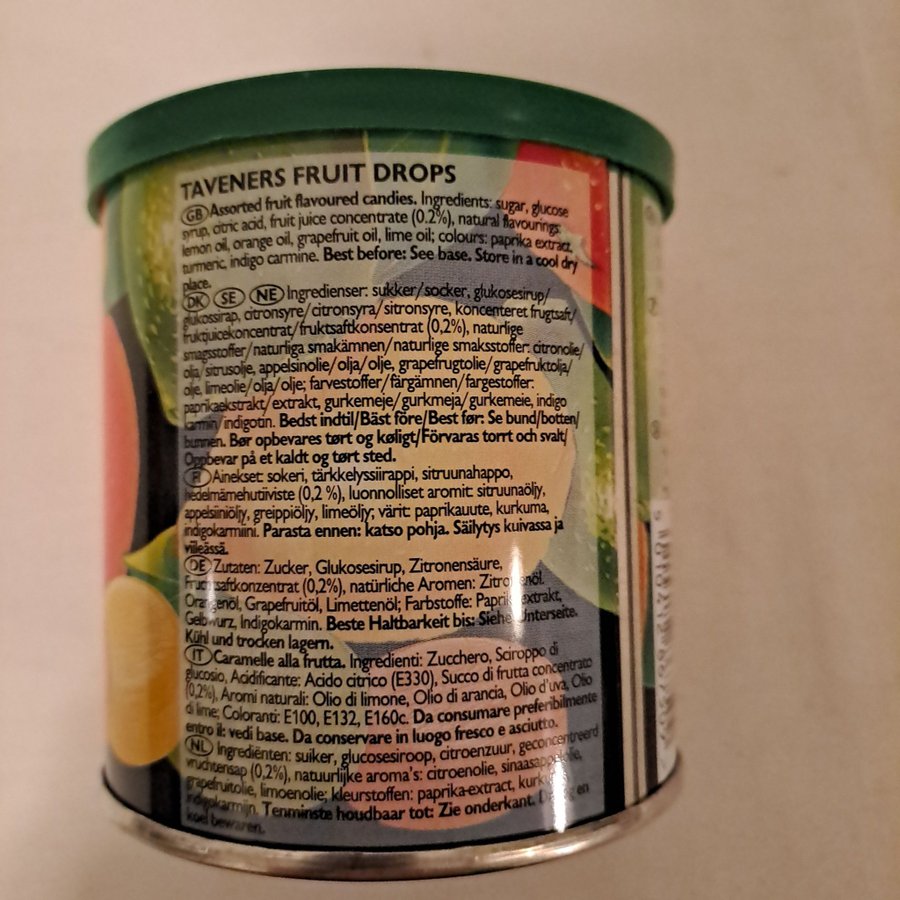 TAVENERS FRUIT DROPS
GB Assorted fruit flavoured candies. Ingredients: sugar, glucose
syrup, citric acid, fruit juice concentrate (0.2%), natural flavourings:
lemon oil, orange oil, grapefruit oil, lime oil; colours: paprika extract,
turmeric, indigo carmine. Best before: See base. Store in a cool dry
place.
DK SE NE Ingredienser: sukker/socker, glukosesirup/
glukossirap, citronsyre/citronsyra/sitronsyre, koncenteret frugtsaft/
fruktjuicekoncentrat/fruktsaftkonsentrat (0,2%), naturlige
smagsstoffer/naturliga smakämnen/naturlige smaksstoffer: citronolie/
olja/sitrusolje, appelsinolie/olja/olje, grapefrugtolie/grapefruktolja/
olje, limeolie/olja/olje; farvestoffer/färgämnen/fargestoffer:
paprikaekstrakt/extrakt, gurkemeje/gurkmeja/gurkemeie, indigo
karmin/indigotin. Bedst indtil/Bäst före/Best før: Se bund/botten/
bunnen. Bør opbevares tørt og køligt/Förvaras torrt och svalt/
Oppbevar på et kaldt og tørt sted.
FI Ainekset: sokeri, tärkkelyssiirappi, sitruunahappo,
hedelmämehutiiviste (0,2 %), luonnolliset aromit: sitruunaöljy,
appelsiiniöljy, greippiöljy, limeöljy; värit: paprikauute, kurkuma,
indigokarmiini. Parasta ennen: katso pohja. Säilytys kuivassa ja
viileässä.
DE Zutaten: Zucker, Glukosesirup, Zitronensäure,
Fruchtsaftkonzentrat (0,2%), natürliche Aromen: Zitronenöl,
Orangenöl, Grapefruitöl, Limettenöl; Farbstoffe: Paprikaextrakt,
Gelbwurz, Indigokarmin. Beste Haltbarkeit bis: Siehe Unterseite.
Kühl und trocken lagern.
IT Caramelle alla frutta. Ingredienti: Zucchero, Sciroppo di
glucosio, Acidificante: Acido citrico (E330), Succo di frutta concentrato
(0,2%), Aromi naturali: Olio di limone, Olio di arancia, Olio d'uva, Olio
di lime; Coloranti: E100, E132, E160c. Da consumare preferibilmente
entro il: vedi base. Da conservare in luogo fresco e asciutto.
NL Ingrediënten: suiker, glucosesiroop, citroenzuur, geconcentreerd
vruchtensap (0,2%), natuurlijke aroma's: citroenolie, sinaasappelolie,
grapefruitolie, limoenolie; kleurstoffen: paprika-extract,
indigokarmijn. Tenminste houdbaar tot: Zie onderkant. en
koel bewaren.